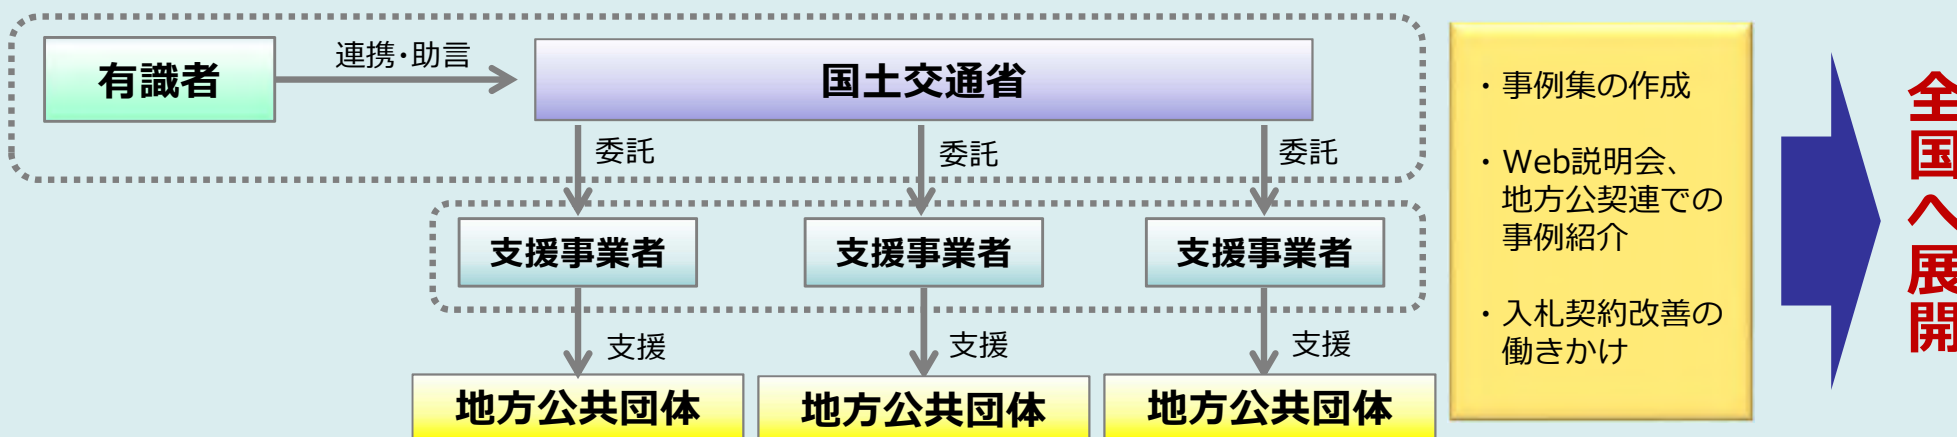 有識者
連携・助言
国土交通省
委託
委託
委託
支援事業者
支援事業者
支援事業者
支援
支援
支援
地方公共団体
地方公共団体
地方公共団体
・事例集の作成
・Web説明会、
地方公契連での
事例紹介
・入札契約改善の
働きかけ
全国へ展開